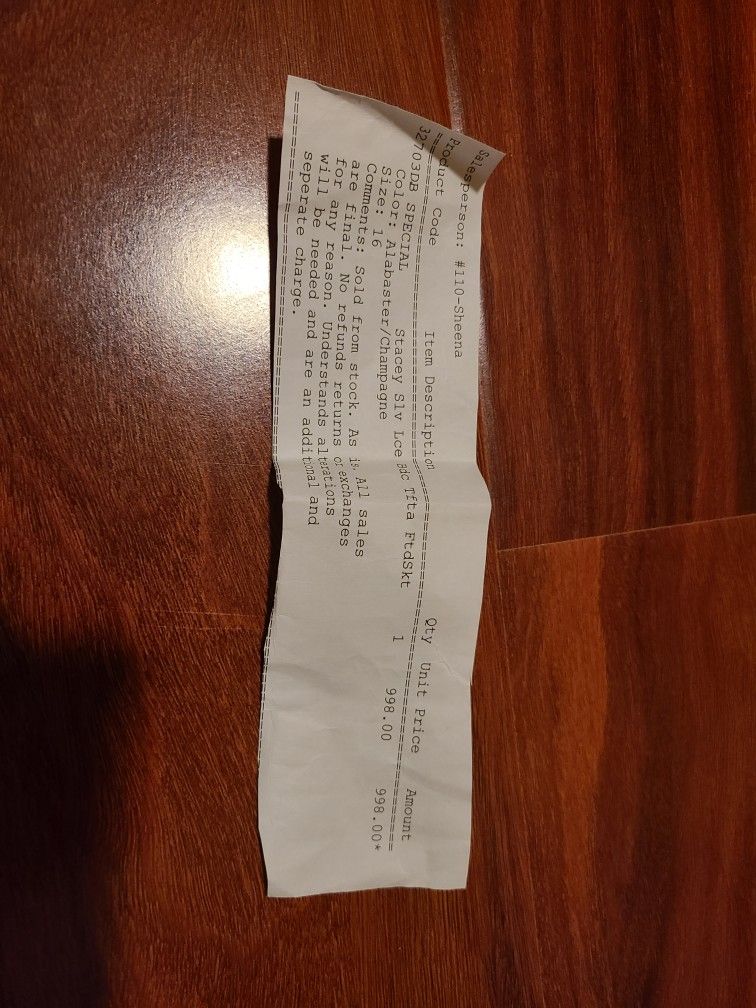 Salesperson: #110-Sheena
Product Code Item Description Qty Unit Price Amount
32703DB SPECIAL Stacey Slv Lce Bdc Tfta FtdSkt 1 998.00 998.00*
Color: Alabaster/Champagne
Size: 16
Comments: Sold from stock. As is. All sales
are final. No refunds returns or exchanges
for any reason. Understands alterations
will be needed and are an additional and
seperate charge.